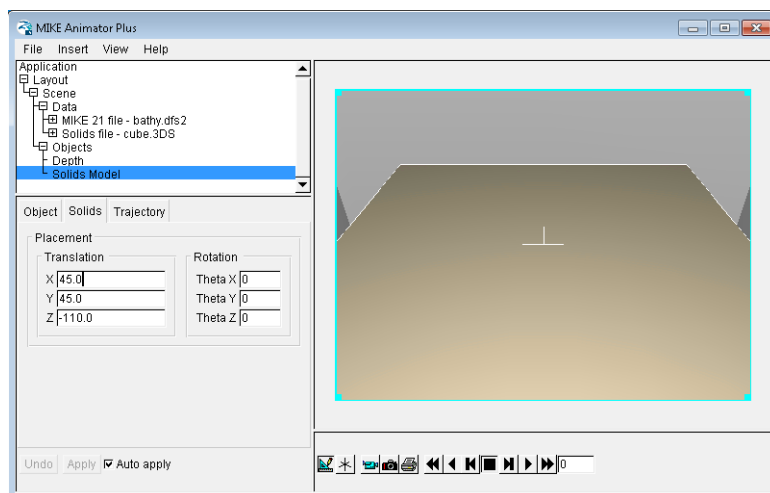 MIKE Animator Plus
File Insert View Help
Application
Layout
Scene
Data
MIKE 21 file - bathy.dfs2
Solids file - cube.3DS
Objects
Depth
Solids Model
Object Solids Trajectory
Placement
Translation Rotation
X 45.0 Theta X 0
Y 45.0 Theta Y 0
Z -110.0 Theta Z 0
Undo Apply Auto apply 0